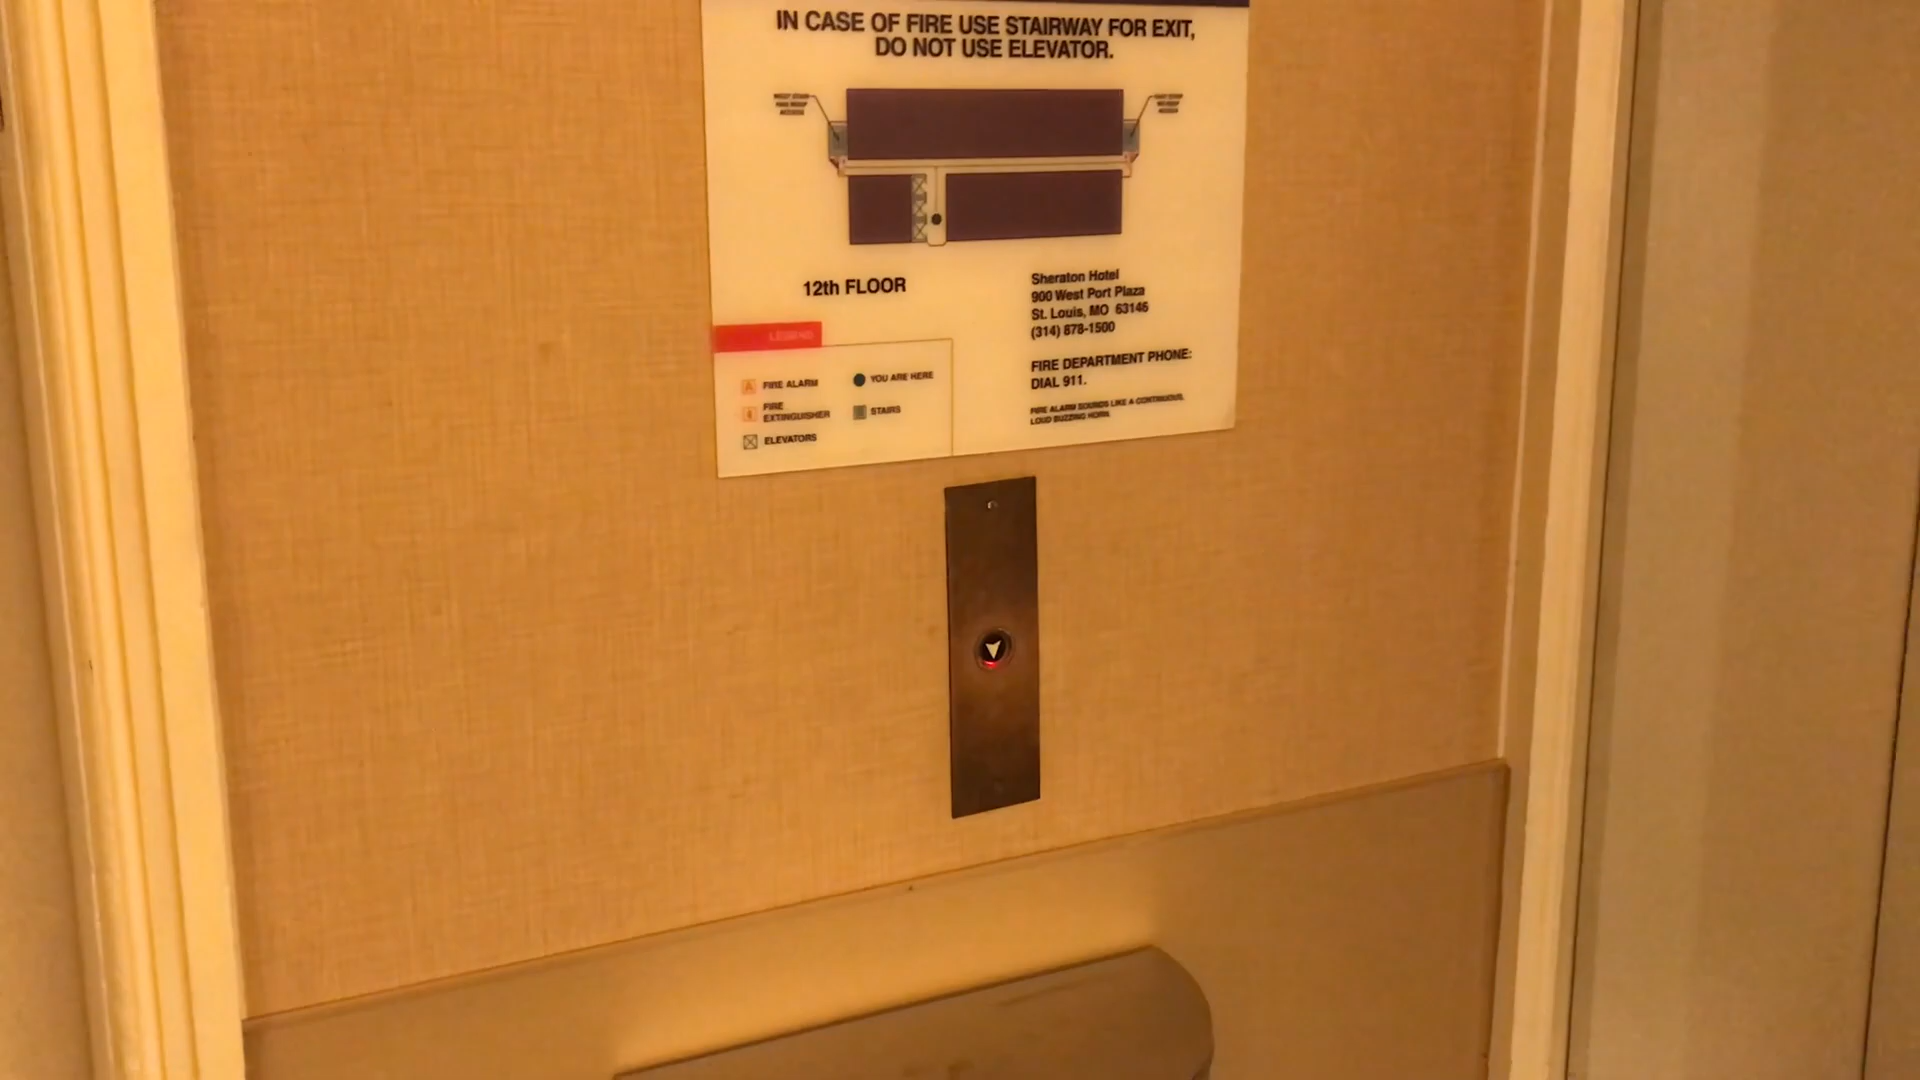 IN CASE OF FIRE USE STAIRWAY FOR EXIT,
DO NOT USE ELEVATOR.
12th FLOOR
Sheraton Hotel
900 West Port Plaza
St. Louis, MO 63146
(314) 878-1500
FIRE DEPARTMENT PHONE:
DIAL 911.
FIRE ALARM SOUNDS LIKE A CONTINUOUS,
LOUD BUZZING HORN.
LEGEND
FIRE ALARM
FIRE
EXTINGUISHER
ELEVATORS
YOU ARE HERE
STAIRS